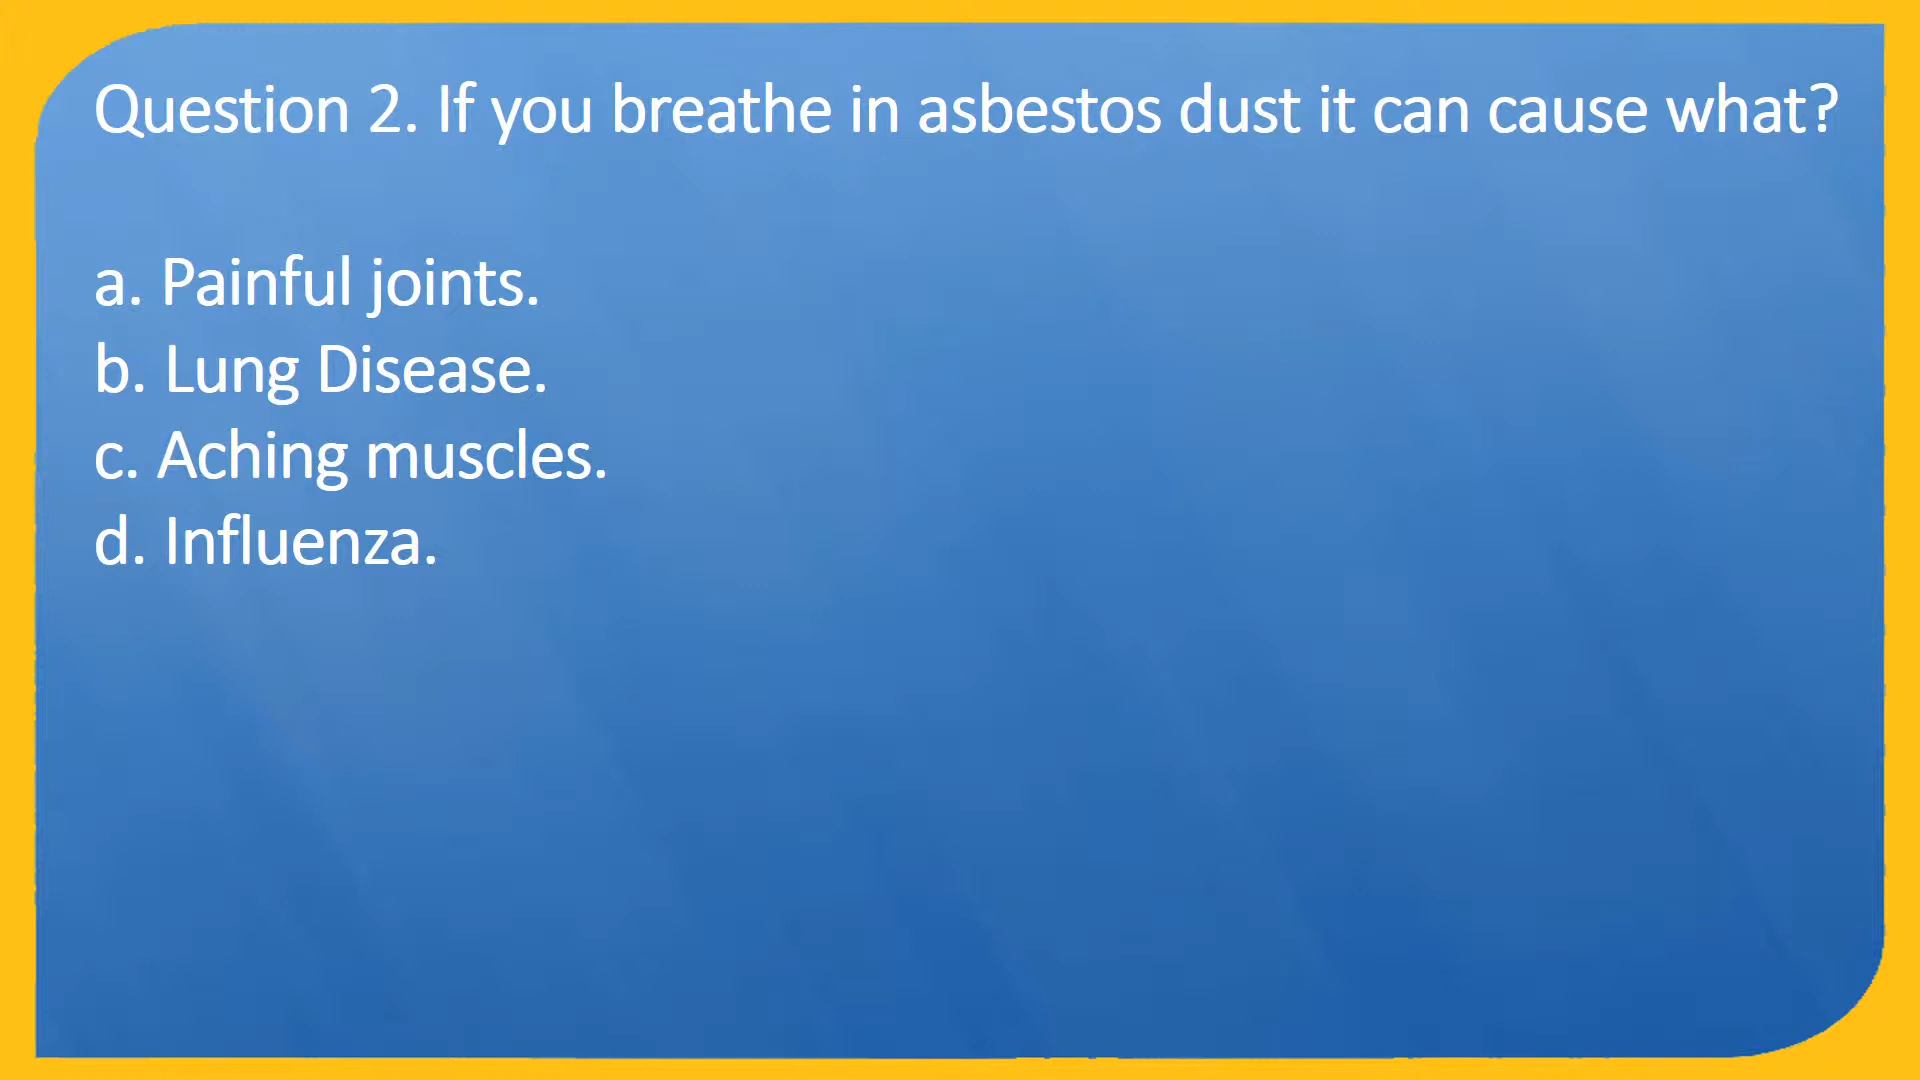 Question 2. If you breathe in asbestos dust it can cause what?
a. Painful joints.
b. Lung Disease.
c. Aching muscles.
d. Influenza.